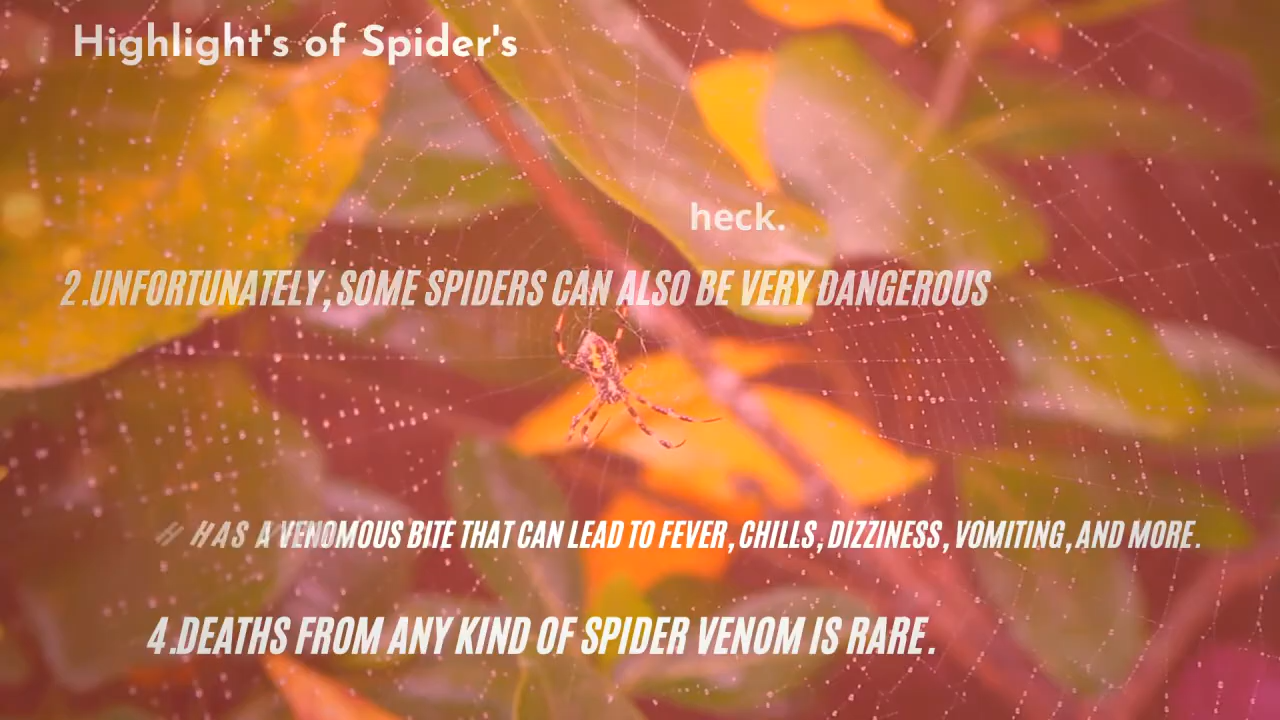 Highlight's of Spider's
heck.
2.UNFORTUNATELY, SOME SPIDERS CAN ALSO BE VERY DANGEROUS
HAS A VENOMOUS BITE THAT CAN LEAD TO FEVER, CHILLS, DIZZINESS, VOMITING, AND MORE.
4.DEATHS FROM ANY KIND OF SPIDER VENOM IS RARE.